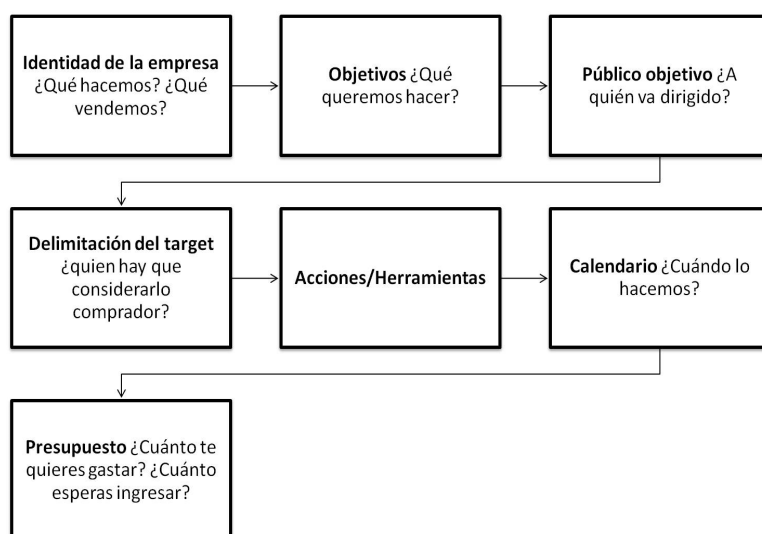 Identidad de la empresa
¿Qué hacemos? ¿Qué
vendemos?
Objetivos ¿Qué
queremos hacer?
Público objetivo ¿A
quién va dirigido?
Delimitación del target
¿quien hay que
considerarlo
comprador?
Acciones/Herramientas
Calendario ¿Cuándo lo
hacemos?
Presupuesto ¿Cuánto te
quieres gastar? ¿Cuánto
esperas ingresar?